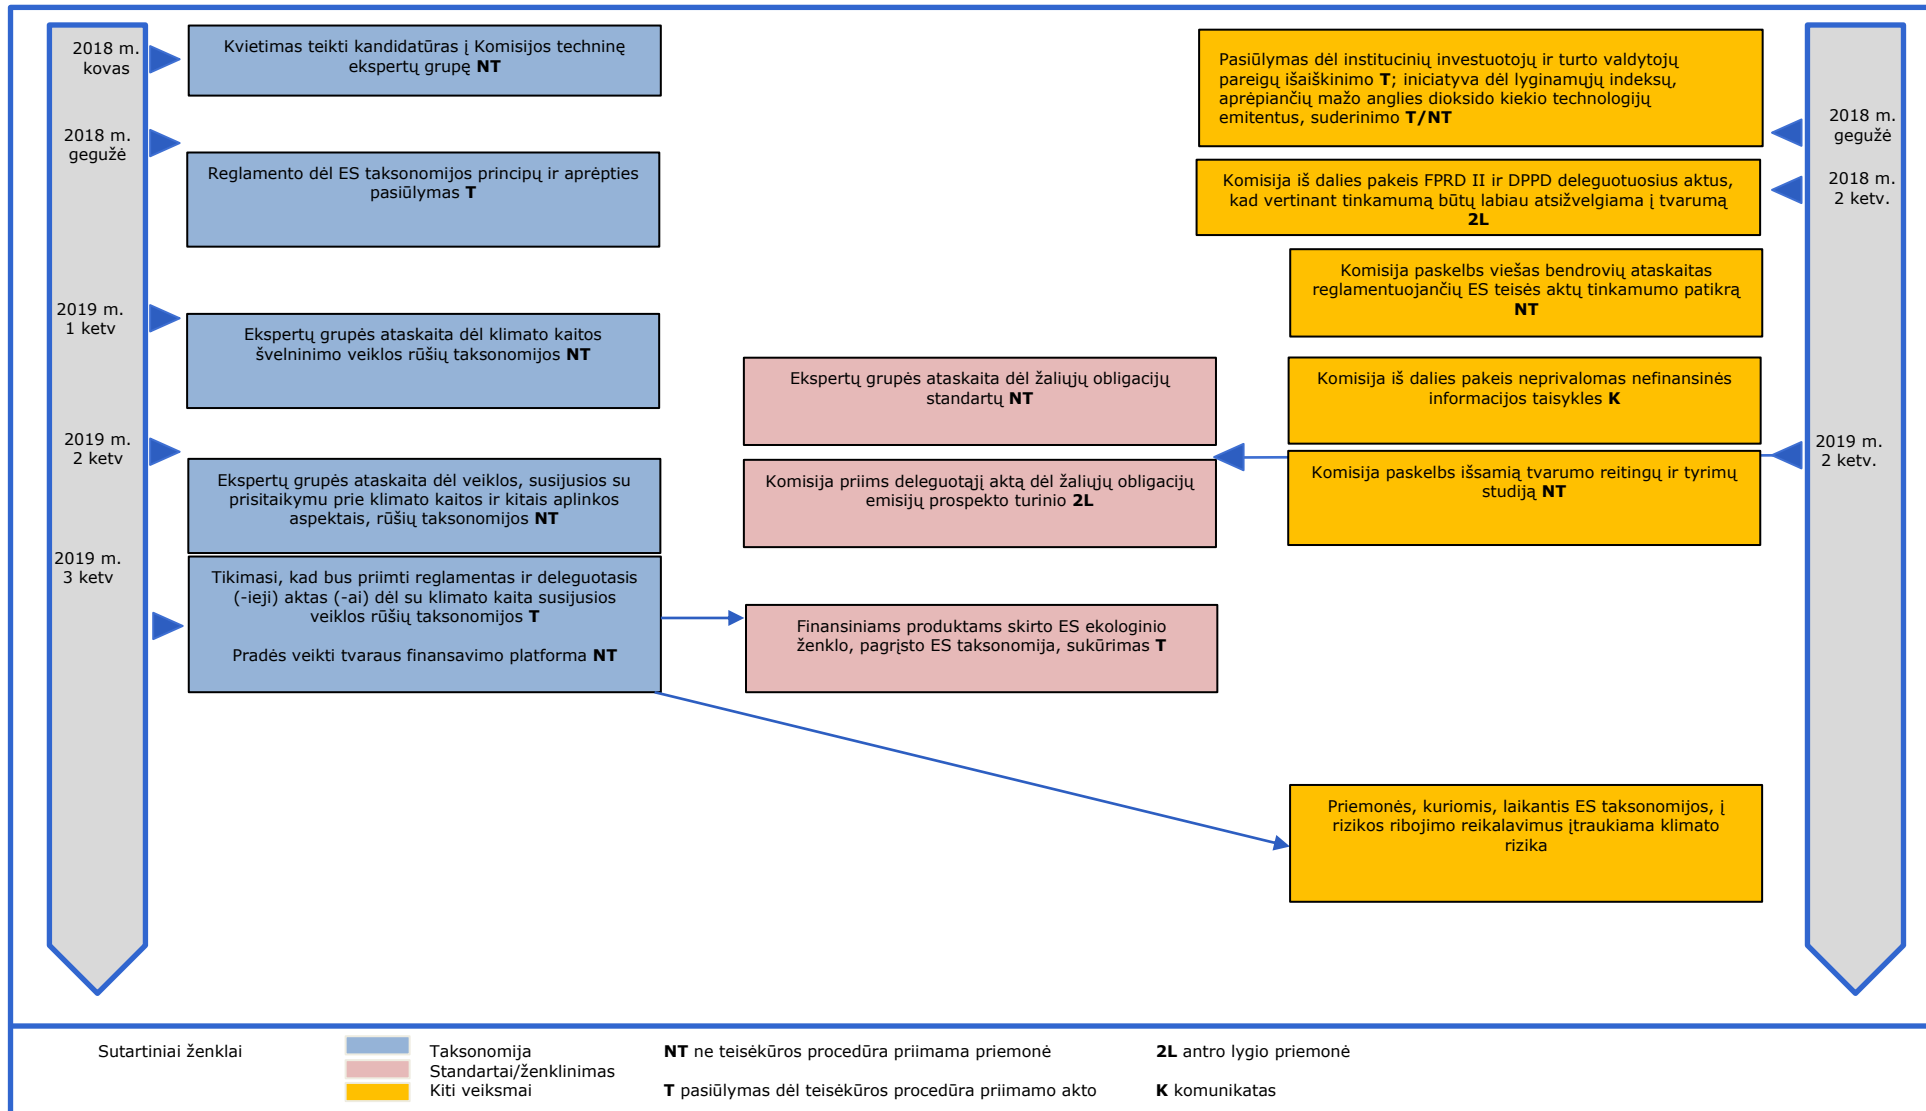 2018 m.
kovas
Kvietimas teikti kandidatūras į Komisijos techninę
ekspertų grupę NT
2018 m.
gegužė
Reglamento dėl ES taksonomijos principų ir aprėpties
pasiūlymas T
2019 m.
1 ketv
Ekspertų grupės ataskaita dėl klimato kaitos
švelninimo veiklos rūšių taksonomijos NT
2019 m.
2 ketv
Ekspertų grupės ataskaita dėl veiklos, susijusios su
prisitaikymu prie klimato kaitos ir kitais aplinkos
aspektais, rūšių taksonomijos NT
2019 m.
3 ketv
Tikimasi, kad bus priimti reglamentas ir deleguotasis
(-ieji) aktas (-ai) dėl su klimato kaita susijusios
veiklos rūšių taksonomijos T
Pradės veikti tvaraus finansavimo platforma NT
Ekspertų grupės ataskaita dėl žaliųjų obligacijų
standartų NT
Komisija priims deleguotąjį aktą dėl žaliųjų obligacijų
emisijų prospekto turinio 2L
Finansiniams produktams skirto ES ekologinio
ženklo, pagrįsto ES taksonomija, sukūrimas T
Pasiūlymas dėl institucinių investuotojų ir turto valdytojų
pareigų išaiškinimo T; iniciatyva dėl lyginamųjų indeksų,
aprėpiančių mažo anglies dioksido kiekio technologijų
emitentus, suderinimo T/NT
2018 m.
gegužė
Komisija iš dalies pakeis FPRD II ir DPPD deleguotuosius aktus,
kad vertinant tinkamumą būtų labiau atsižvelgiama į tvarumą
2L
2018 m.
2 ketv.
Komisija paskelbs viešas bendrovių ataskaitas
reglamentuojančių ES teisės aktų tinkamumo patikrą
NT
Komisija iš dalies pakeis neprivalomas nefinansinės
informacijos taisykles K
2019 m.
2 ketv.
Komisija paskelbs išsamią tvarumo reitingų ir tyrimų
studiją NT
Priemonės, kuriomis, laikantis ES taksonomijos, į
rizikos ribojimo reikalavimus įtraukiama klimato
rizika
Sutartiniai ženklai
Taksonomija
Standartai/ženklinimas
Kiti veiksmai
NT ne teisėkūros procedūra priimama priemonė
T pasiūlymas dėl teisėkūros procedūra priimamo akto
2L antro lygio priemonė
K komunikatas